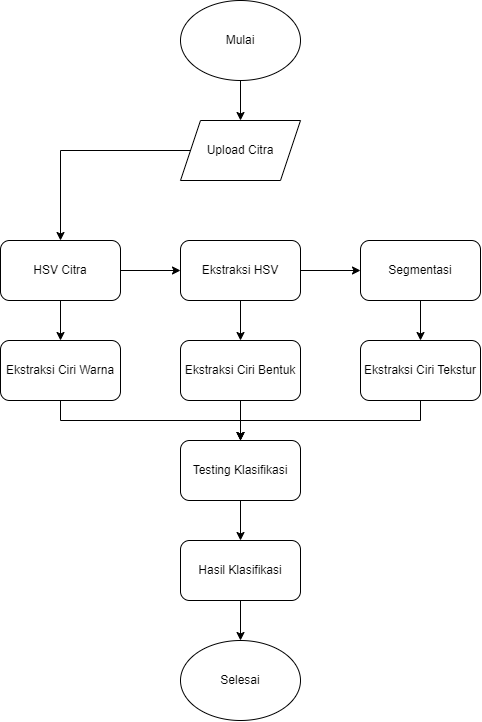 Mulai
Upload Citra
HSV Citra
Ekstraksi HSV
Segmentasi
Ekstraksi Ciri Warna
Ekstraksi Ciri Bentuk
Ekstraksi Ciri Tekstur
Testing Klasifikasi
Hasil Klasifikasi
Selesai